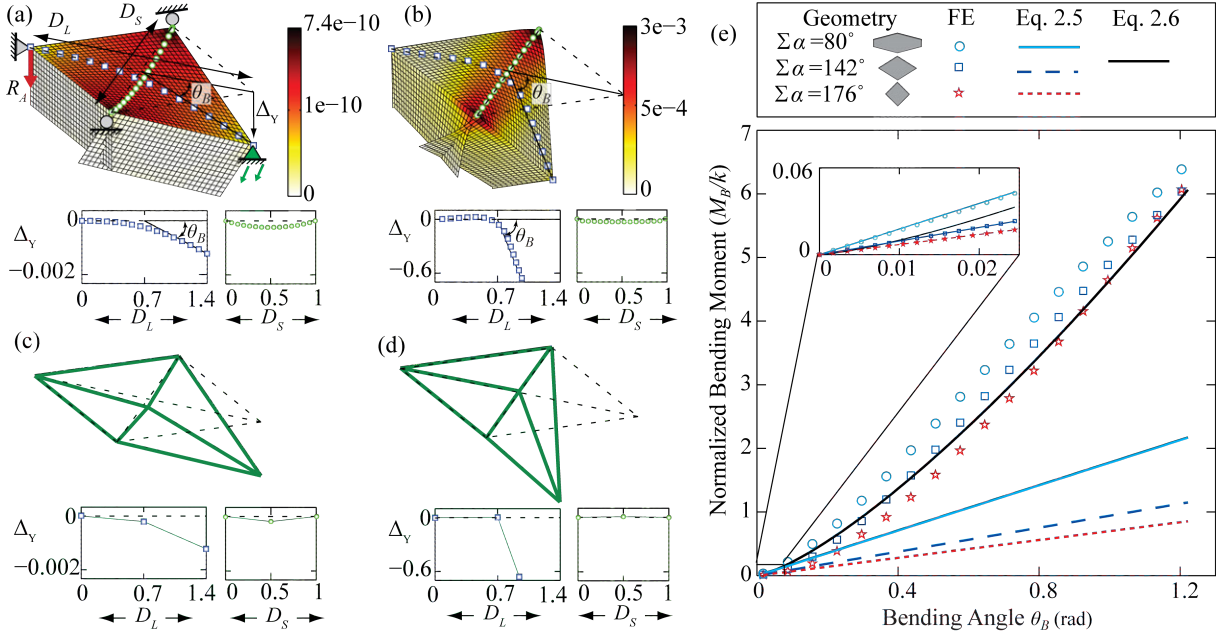 (a)
D_L
D_S
7.4e−10
1e−10
0
R_A
θ_B
Δ_Y
Δ_Y
0
−0.002
θ_B
0 0.7 1.4
D_L
0 0.5 1
D_S
(b)
3e−3
5e−4
0
θ_B
Δ_Y
0
−0.6
θ_B
0 0.7 1.4
D_L
0 0.5 1
D_S
(c)
Δ_Y
0
−0.002
0 0.7 1.4
D_L
0 0.5 1
D_S
(d)
Δ_Y
0
−0.6
0 0.7 1.4
D_L
0 0.5 1
D_S
(e)
Geometry FE Eq. 2.5 Eq. 2.6
Σα=80°
Σα=142°
Σα=176°
Normalized Bending Moment (M_B/k)
7
6
5
4
3
2
1
0
0.06
0
0 0.01 0.02
0 0.4 0.8 1.2
Bending Angle θ_B (rad)